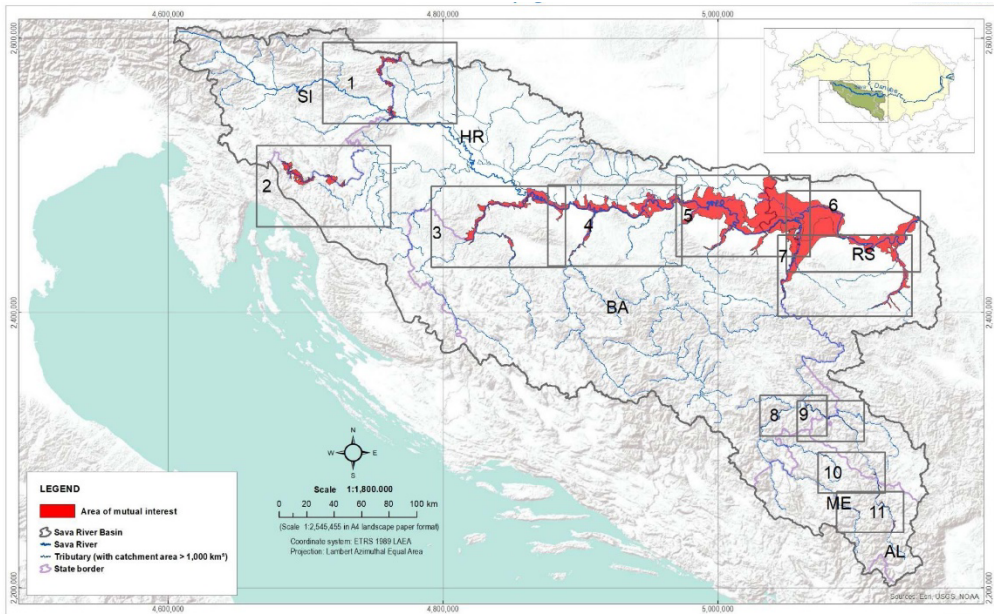 4,600,000
4,800,000
5,000,000
2,600,000
2,600,000
Danube
1
SI
HR
2
3
4
5
6
7
RS
BA
2,400,000
2,400,000
8
9
10
ME
11
AL
N
W
E
S
Scale 1:1,800.000
0 20 40 60 80 100 km
(Scale 1:2,545,455 in A4 landscape paper format)
Coordinate system: ETRS 1989 LAEA
Projection: Lambert Azimuthal Equal Area
LEGEND
Area of mutual interest
Sava River Basin
Sava River
Tributary (with catchment area > 1,000 km²)
State border
2,200,000
2,200,000
Sources: Esri, USGS, NOAA
4,600,000
4,800,000
5,000,000